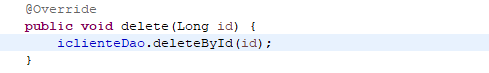 @Override
public void delete(Long id) {
    iclienteDao.deleteById(id);
}